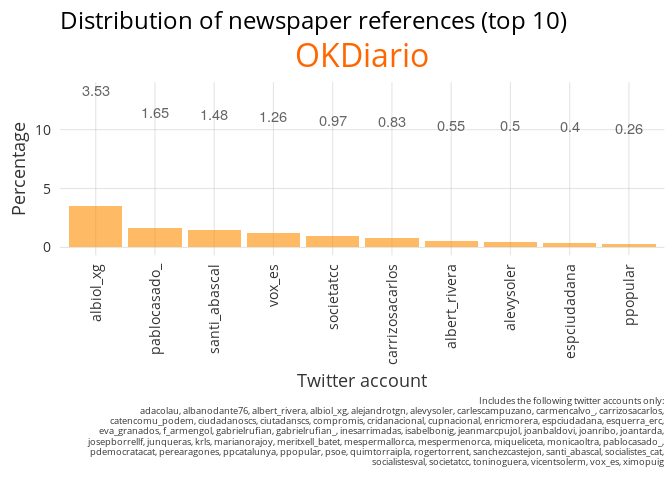 Distribution of newspaper references (top 10)
OKDiario
3.53
1.65
1.48
1.26
0.97
0.83
0.55
0.5
0.4
0.26
Percentage
10
5
0
albiol_xg
pablocasado_
santi_abascal
vox_es
societatcc
carrizosacarlos
albert_rivera
alevysoler
espciudadana
ppopular
Twitter account
Includes the following twitter accounts only:
adacolau, albanodante76, albert_rivera, albiol_xg, alejandrotgn, alevysoler, carlescampuzano, carmencalvo_, carrizosacarlos,
catencomu_podem, ciudadanoscs, ciutadanscs, compromis, cridanacional, cupnacional, enricmorera, espciudadana, esquerra_erc,
eva_granados, f_armengol, gabrielrufian, gabrielrufian_, inesarrimadas, isabelbonig, jeanmarcpujol, joanbaldovi, joanribo, joantarda,
josepborrellf, junqueras, krls, marianorajoy, meritxell_batet, mespermallorca, mespermenorca, miqueliceta, monicaoltra, pablocasado_,
pdemocratacat, perearagones, ppcatalunya, ppopular, psoe, quimtorraipla, rogertorrent, sanchezcastejon, santi_abascal, socialistes_cat,
socialistesval, societatcc, toninoguera, vicentsolerm, vox_es, ximopuig